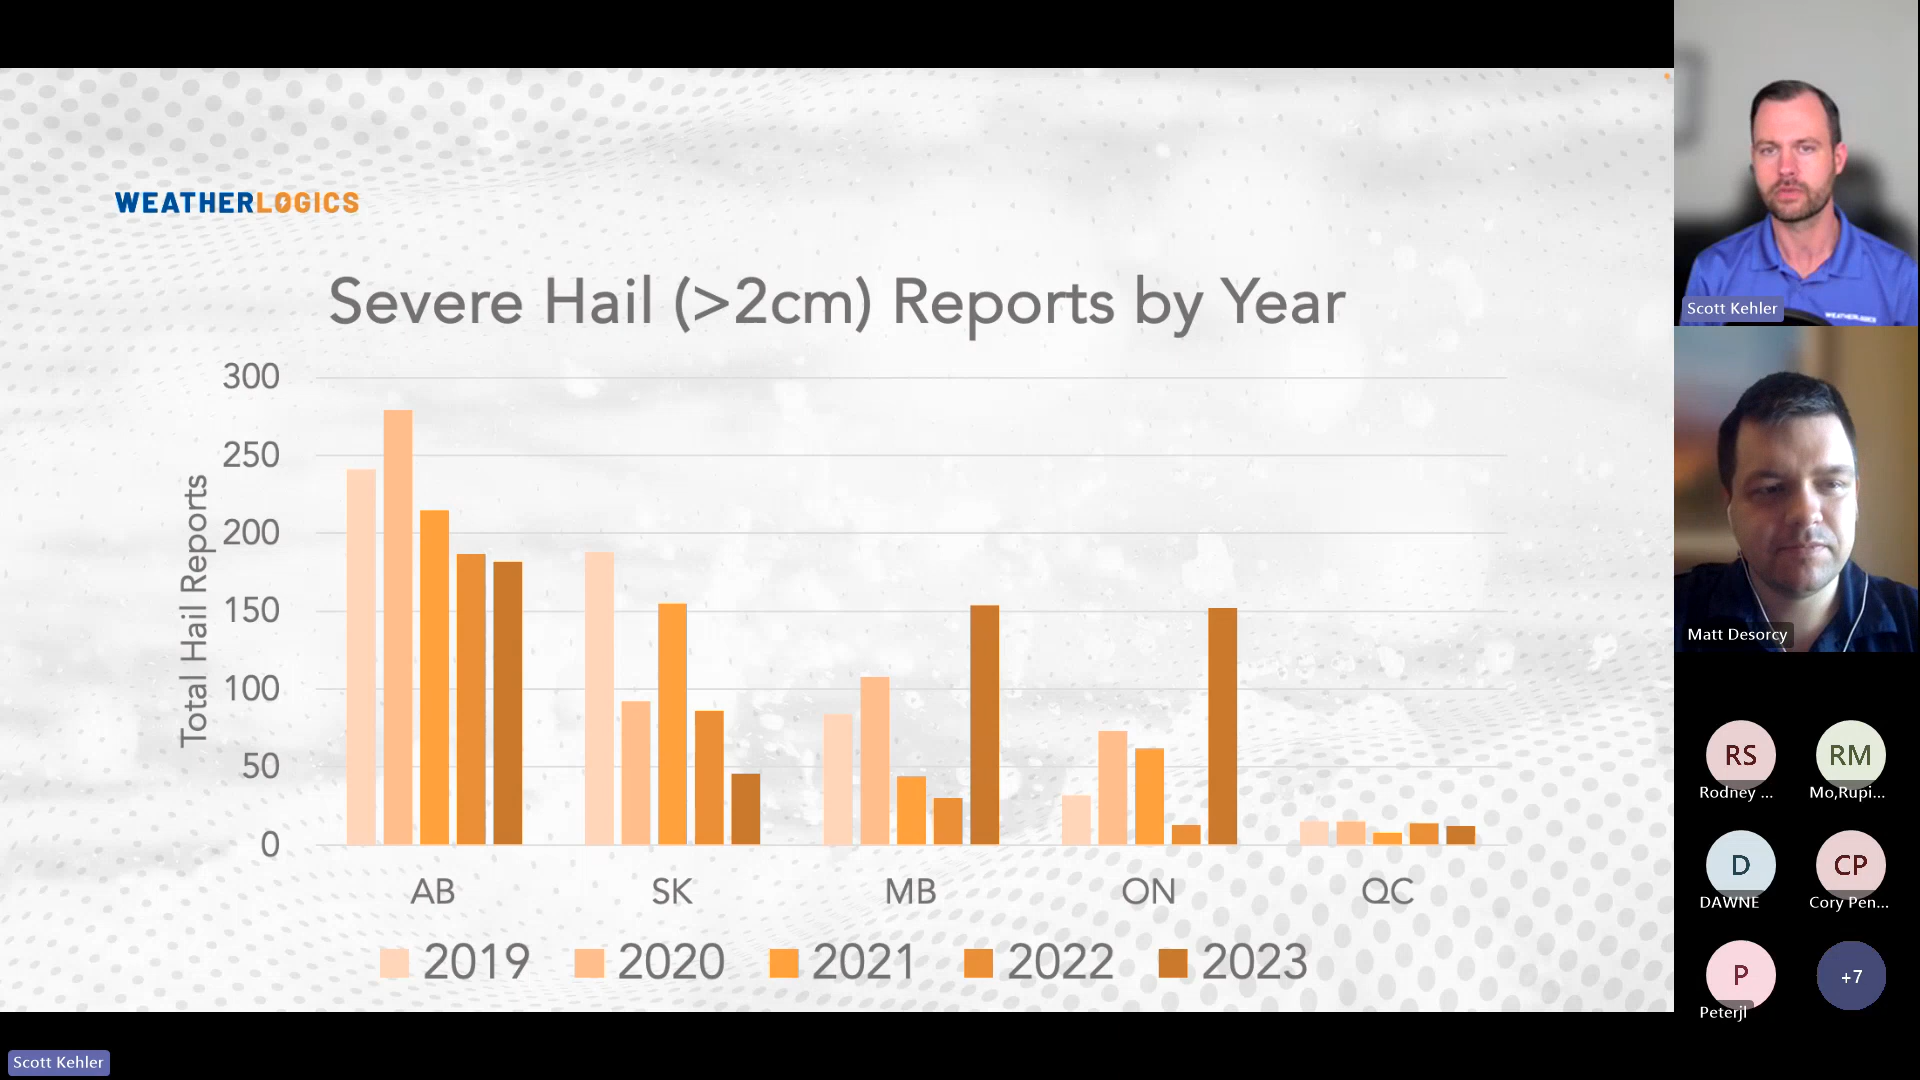 WEATHERLOGICS
Severe Hail (>2cm) Reports by Year
Total Hail Reports
300
250
200
150
100
50
0
AB SK MB ON QC
2019 2020 2021 2022 2023
Scott Kehler
WEATHERLOGICS
Matt Desorcy
RS RM
Rodney ... Mo,Rupi...
D CP
DAWNE Cory Pen...
P +7
Peterjl
Scott Kehler